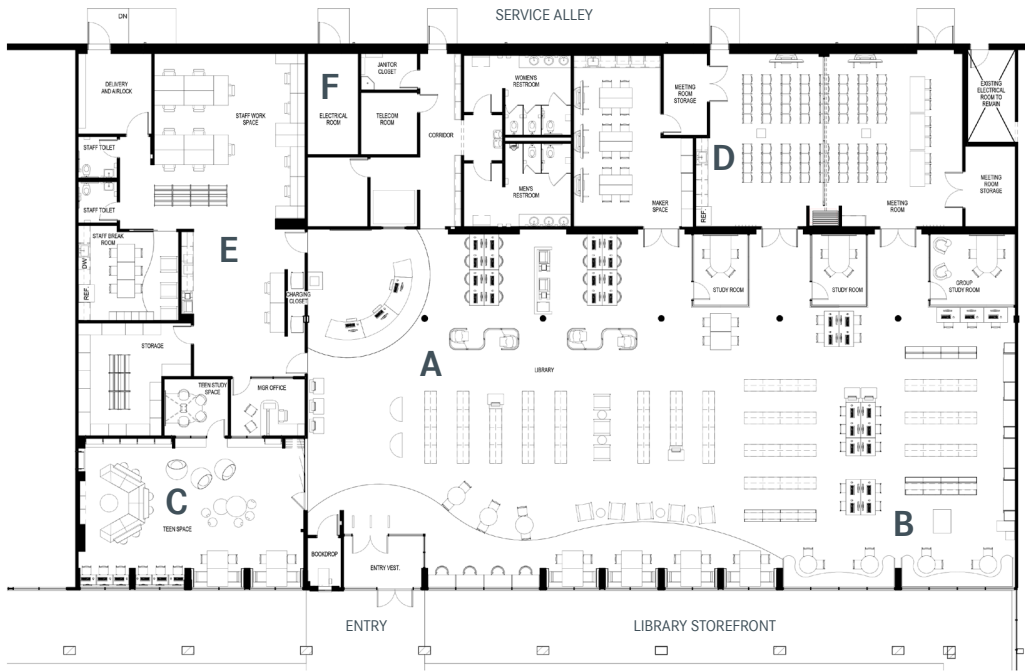 SERVICE ALLEY
DN
DELIVERY
AND AIRLOCK
STAFF WORK
SPACE
F
ELECTRICAL
ROOM
JANITOR
CLOSET
TELECOM
ROOM
CORRIDOR
WOMEN'S
RESTROOM
MEN'S
RESTROOM
MEETING
ROOM
STORAGE
D
EXISTING
ELECTRICAL
ROOM TO
REMAIN
STAFF TOILET
STAFF TOILET
MAKER
SPACE
REF.
MEETING
ROOM
MEETING
ROOM
STORAGE
STAFF BREAK
ROOM
DW
REF.
E
CHARGING
CLOSET
STUDY ROOM
STUDY ROOM
GROUP
STUDY ROOM
STORAGE
A
LIBRARY
TEEN STUDY
SPACE
MGR OFFICE
C
TEEN SPACE
B
BOOKDROP
ENTRY VEST.
ENTRY
LIBRARY STOREFRONT